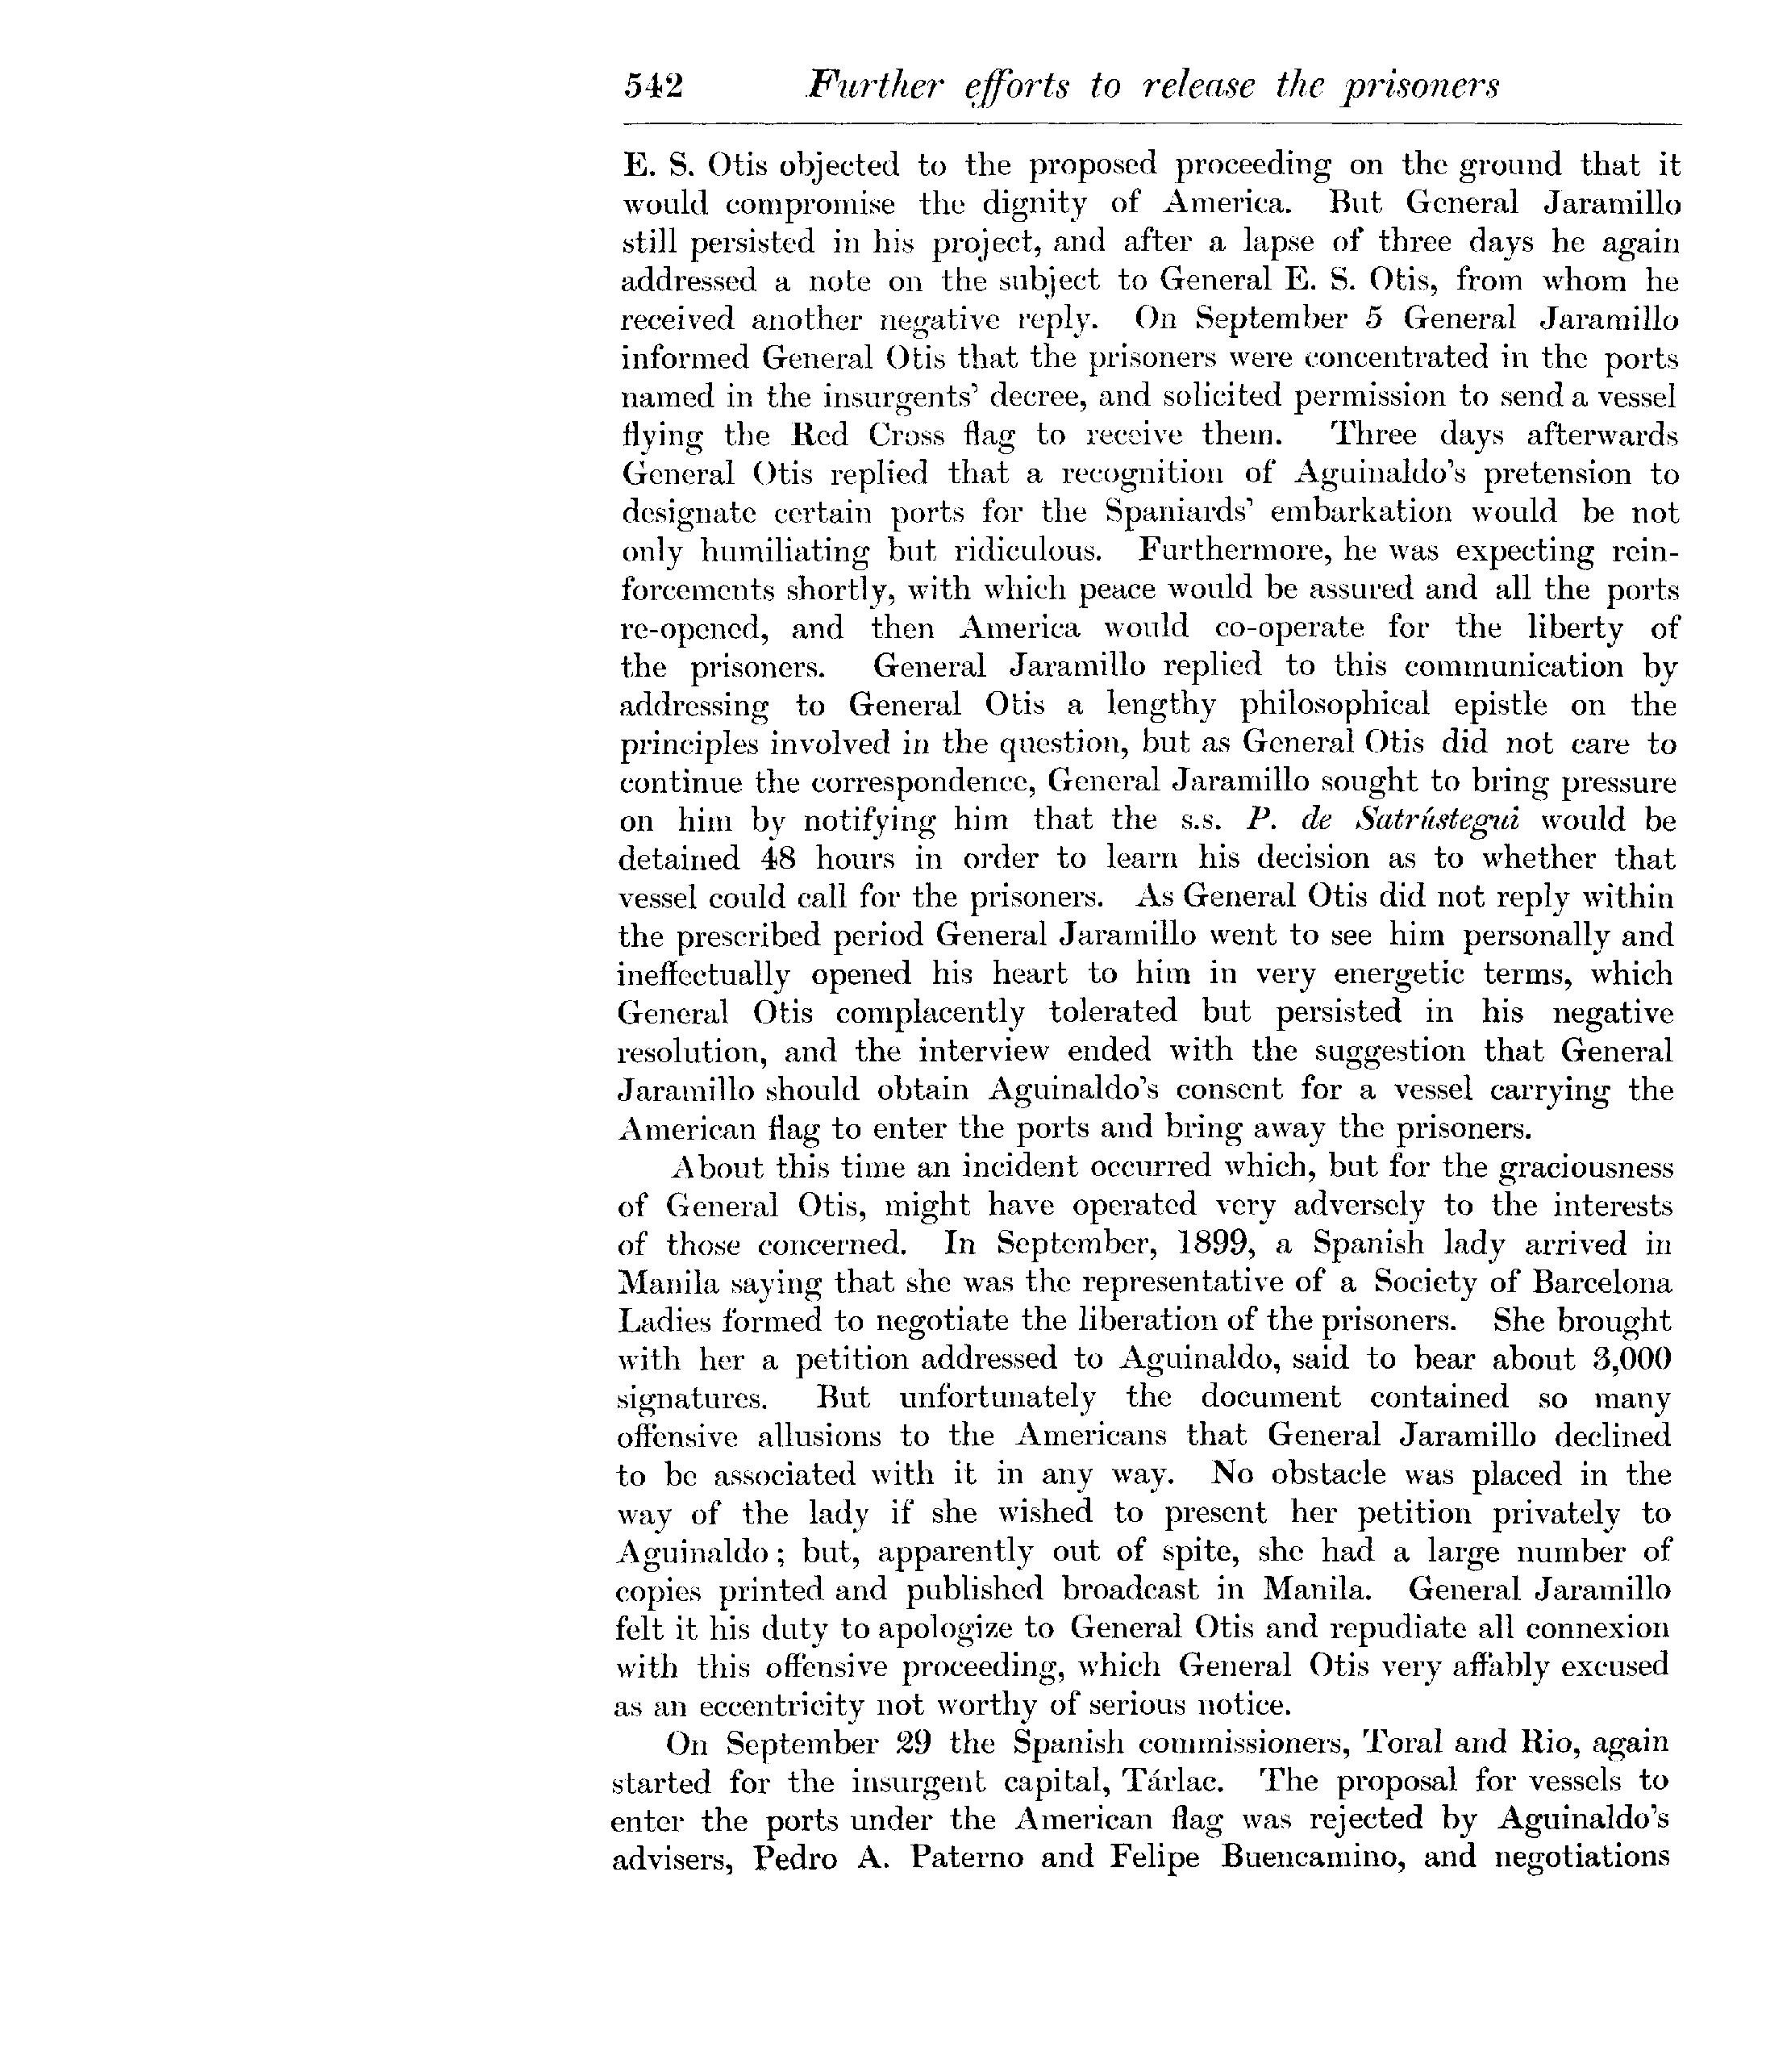 542 Further efforts to release the prisoners
E. S. Otis objected to the proposed proceeding on the ground that it
would compromise the dignity of America. But General Jaramillo
still persisted in his project, and after a lapse of three days he again
addressed a note on the subject to General E. S. Otis, from whom he
received another negative reply. On September 5 General Jaramillo
informed General Otis that the prisoners were concentrated in the ports
named in the insurgents' decree, and solicited permission to send a vessel
flying the Red Cross flag to receive them. Three days afterwards
General Otis replied that a recognition of Aguinaldo's pretension to
designate certain ports for the Spaniards' embarkation would be not
only humiliating but ridiculous. Furthermore, he was expecting rein-
forcements shortly, with which peace would be assured and all the ports
re-opened, and then America would co-operate for the liberty of
the prisoners. General Jaramillo replied to this communication by
addressing to General Otis a lengthy philosophical epistle on the
principles involved in the question, but as General Otis did not care to
continue the correspondence, General Jaramillo sought to bring pressure
on him by notifying him that the s.s. P. de Satrústegui would be
detained 48 hours in order to learn his decision as to whether that
vessel could call for the prisoners. As General Otis did not reply within
the prescribed period General Jaramillo went to see him personally and
ineffectually opened his heart to him in very energetic terms, which
General Otis complacently tolerated but persisted in his negative
resolution, and the interview ended with the suggestion that General
Jaramillo should obtain Aguinaldo's consent for a vessel carrying the
American flag to enter the ports and bring away the prisoners.
About this time an incident occurred which, but for the graciousness
of General Otis, might have operated very adversely to the interests
of those concerned. In September, 1899, a Spanish lady arrived in
Manila saying that she was the representative of a Society of Barcelona
Ladies formed to negotiate the liberation of the prisoners. She brought
with her a petition addressed to Aguinaldo, said to bear about 3,000
signatures. But unfortunately the document contained so many
offensive allusions to the Americans that General Jaramillo declined
to be associated with it in any way. No obstacle was placed in the
way of the lady if she wished to present her petition privately to
Aguinaldo; but, apparently out of spite, she had a large number of
copies printed and published broadcast in Manila. General Jaramillo
felt it his duty to apologize to General Otis and repudiate all connexion
with this offensive proceeding, which General Otis very affably excused
as an eccentricity not worthy of serious notice.
On September 29 the Spanish commissioners, Toral and Rio, again
started for the insurgent capital, Tárlac. The proposal for vessels to
enter the ports under the American flag was rejected by Aguinaldo's
advisers, Pedro A. Paterno and Felipe Buencamino, and negotiations